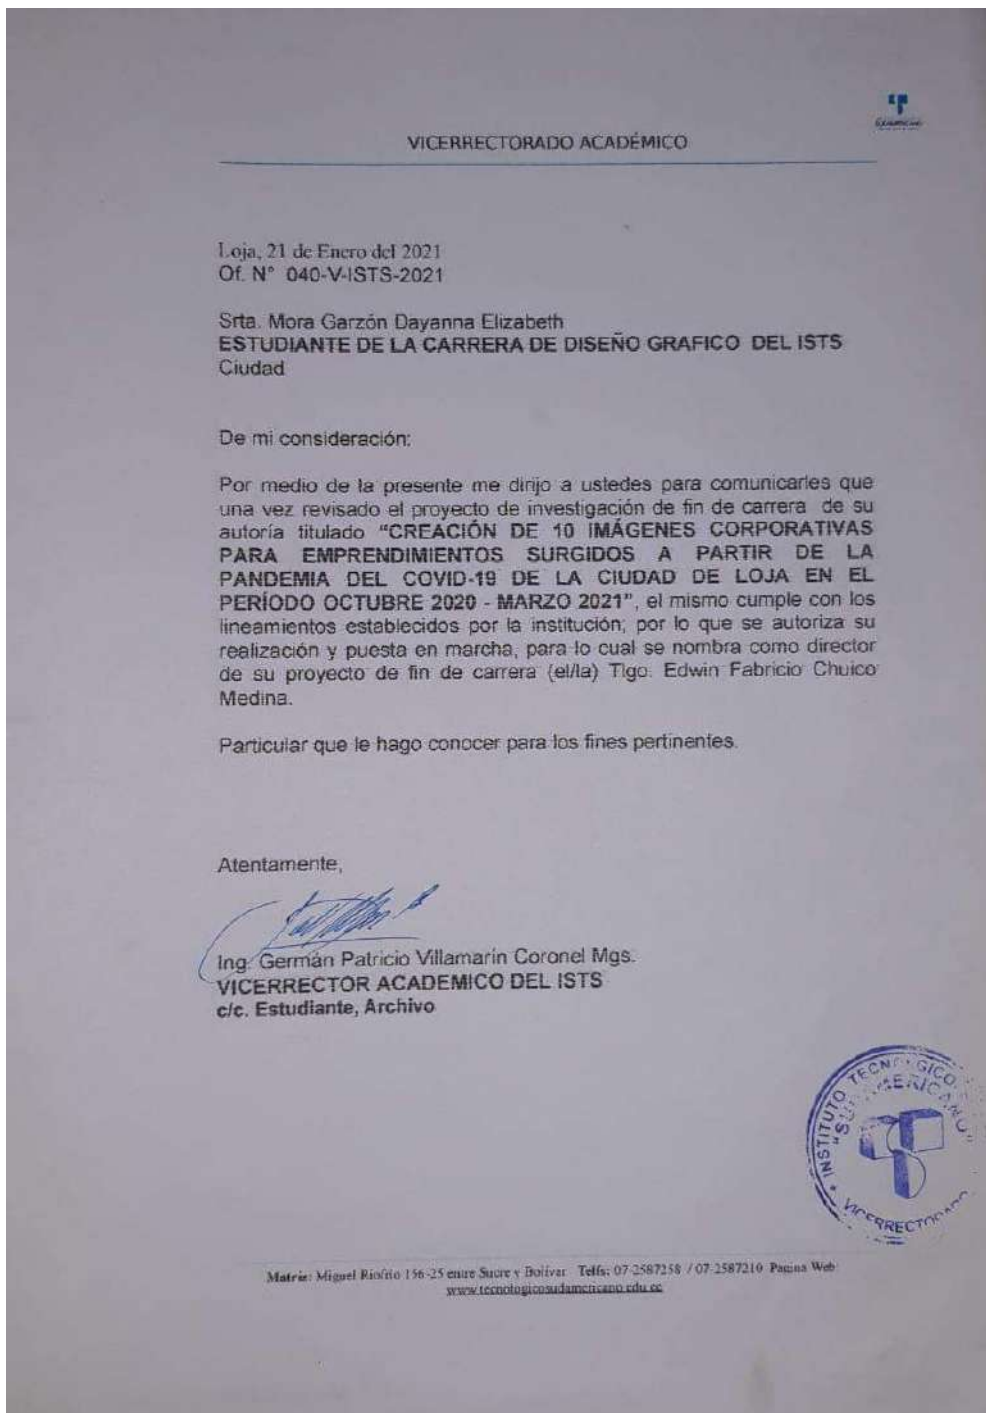 VICERRECTORADO ACADÉMICO
Loja, 21 de Enero del 2021
Of. N° 040-V-ISTS-2021
Srta. Mora Garzón Dayanna Elizabeth
ESTUDIANTE DE LA CARRERA DE DISEÑO GRAFICO DEL ISTS
Ciudad
De mi consideración:
Por medio de la presente me dirijo a ustedes para comunicarles que
una vez revisado el proyecto de investigación de fin de carrera de su
autoría titulado "CREACIÓN DE 10 IMÁGENES CORPORATIVAS
PARA EMPRENDIMIENTOS SURGIDOS A PARTIR DE LA
PANDEMIA DEL COVID-19 DE LA CIUDAD DE LOJA EN EL
PERÍODO OCTUBRE 2020 - MARZO 2021", el mismo cumple con los
lineamientos establecidos por la institución; por lo que se autoriza su
realización y puesta en marcha, para lo cual se nombra como director
de su proyecto de fin de carrera (el/la) Tlgo. Edwin Fabricio Chuico
Medina.
Particular que le hago conocer para los fines pertinentes.
Atentamente,
Ing. Germán Patricio Villamarín Coronel Mgs.
VICERRECTOR ACADEMICO DEL ISTS
c/c. Estudiante, Archivo
INSTITUTO TECNOLOGICO
"SUDAMERICANO"
VICERRECTORADO
Matriz: Miguel Riofrío 156-25 entre Sucre y Bolívar Telfs: 07-2587258 / 07-2587210 Pagina Web
www.tecnologicosudamericano.edu.ec